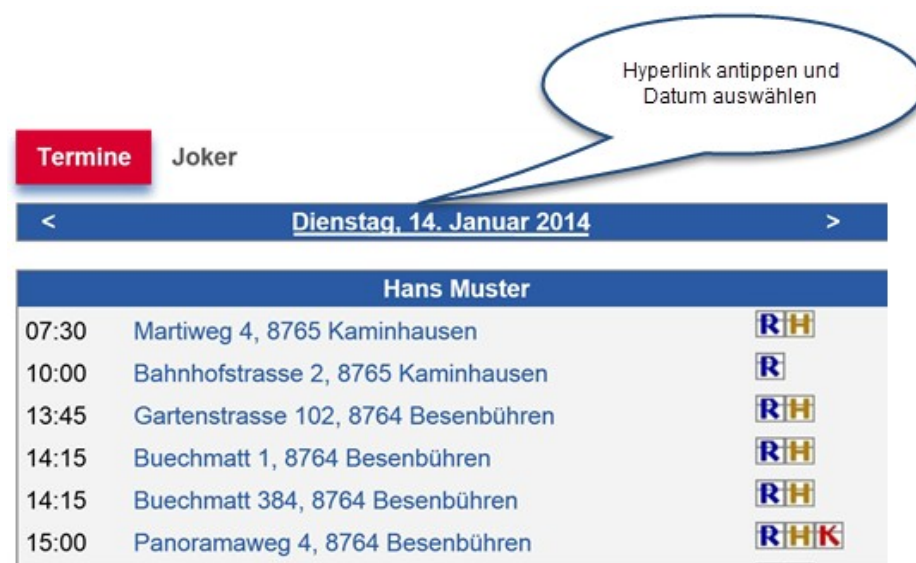 Hyperlink antippen und
Datum auswählen
Termine Joker
< Dienstag, 14. Januar 2014 >
Hans Muster
07:30 Martiweg 4, 8765 Kaminhausen R H
10:00 Bahnhofstrasse 2, 8765 Kaminhausen R
13:45 Gartenstrasse 102, 8764 Besenbühren R H
14:15 Buechmatt 1, 8764 Besenbühren R H
14:15 Buechmatt 384, 8764 Besenbühren R H
15:00 Panoramaweg 4, 8764 Besenbühren R H K